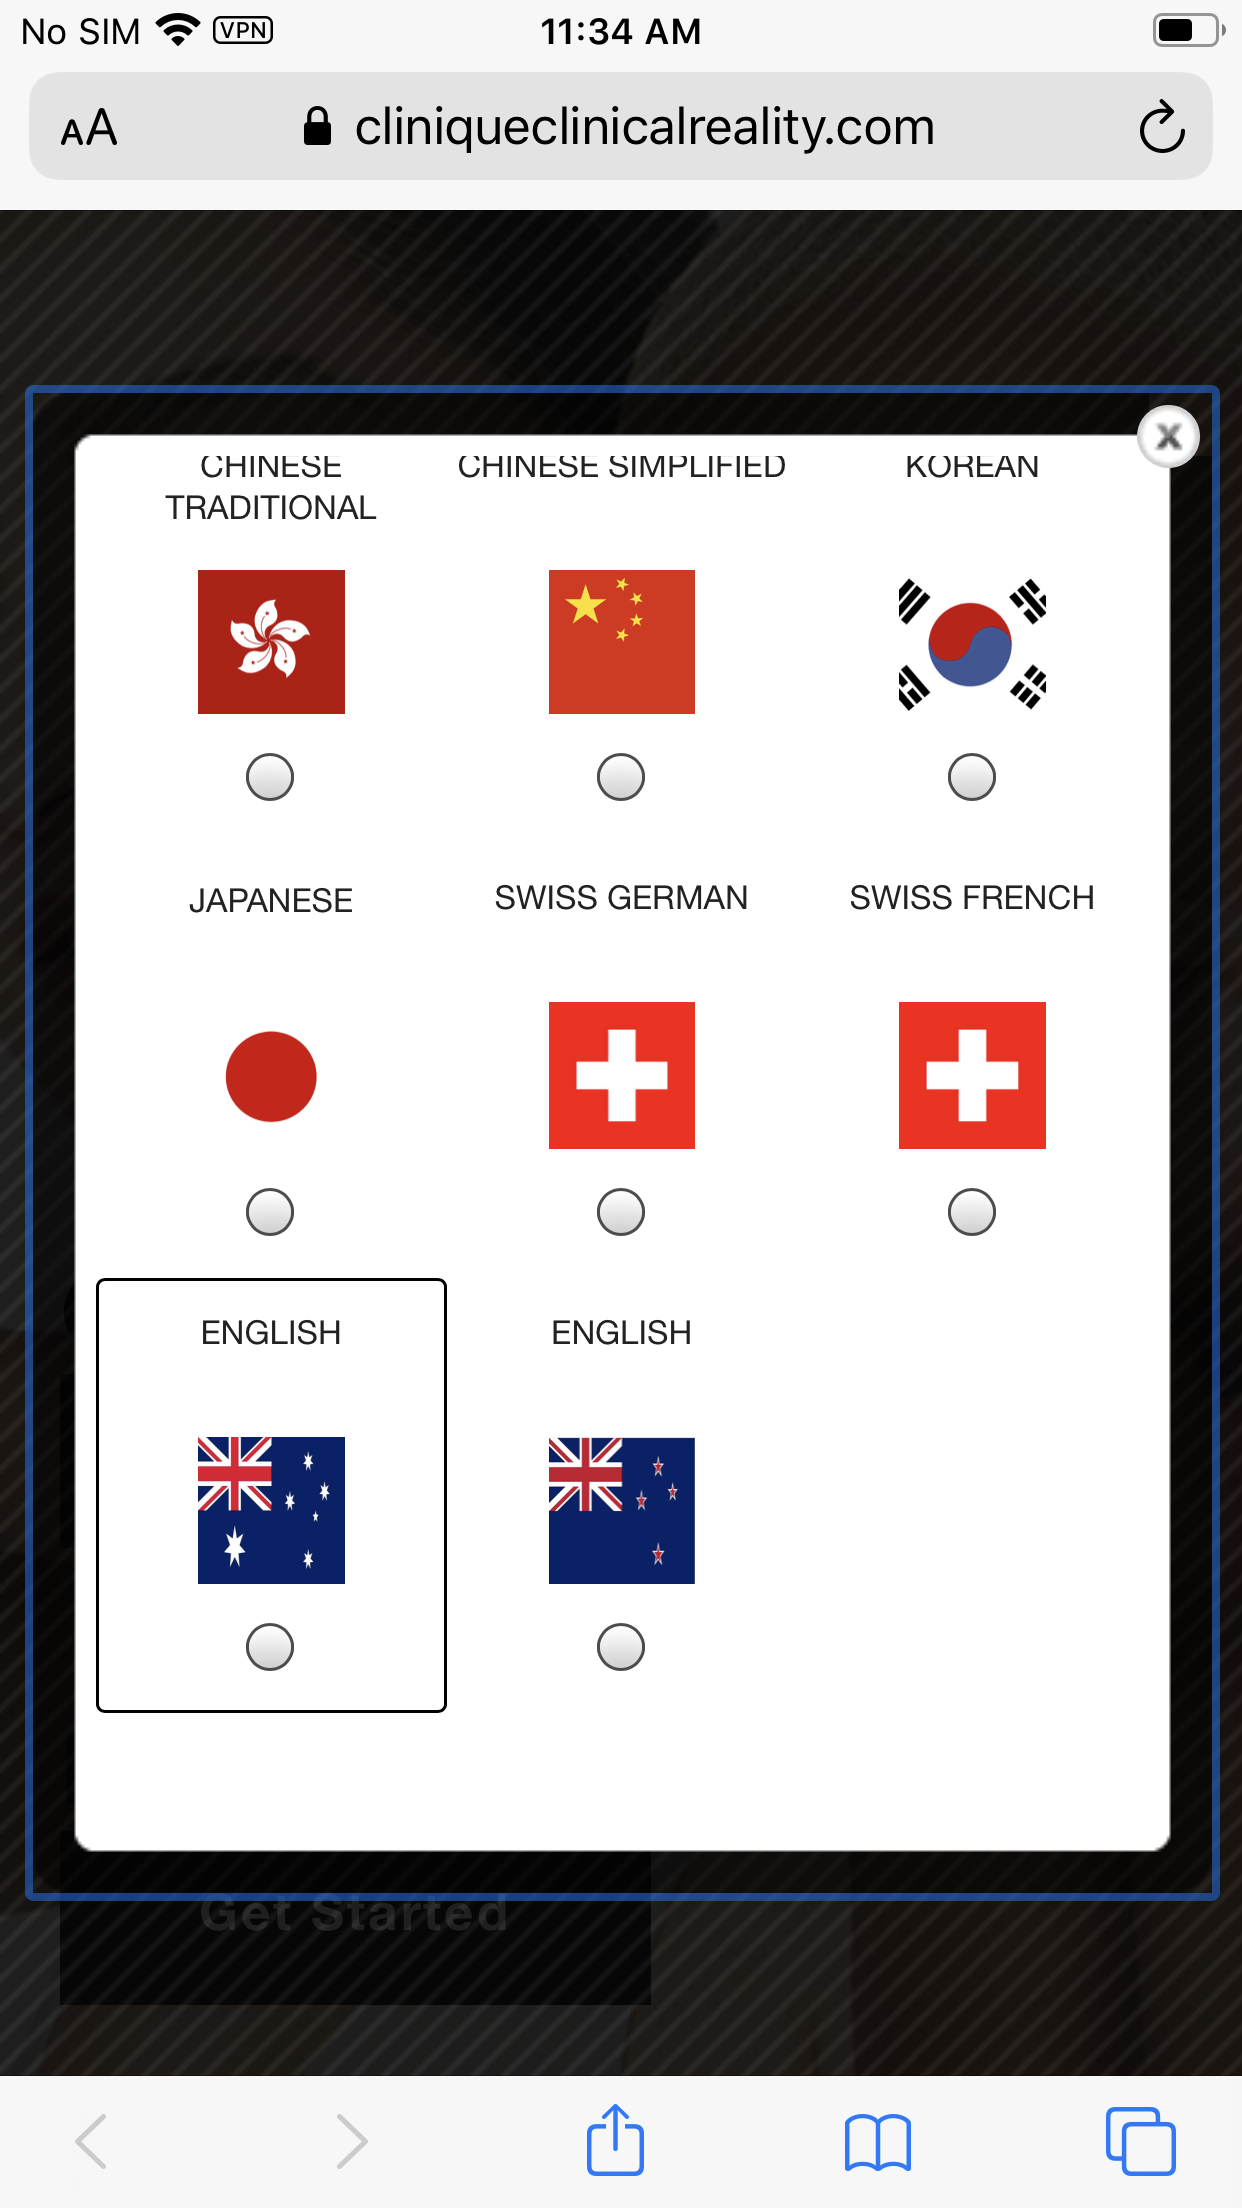 No SIM VPN 11:34 AM
AA cliniqueclinicalreality.com
CHINESE TRADITIONAL
CHINESE SIMPLIFIED
KOREAN
JAPANESE
SWISS GERMAN
SWISS FRENCH
ENGLISH
ENGLISH
Get Started